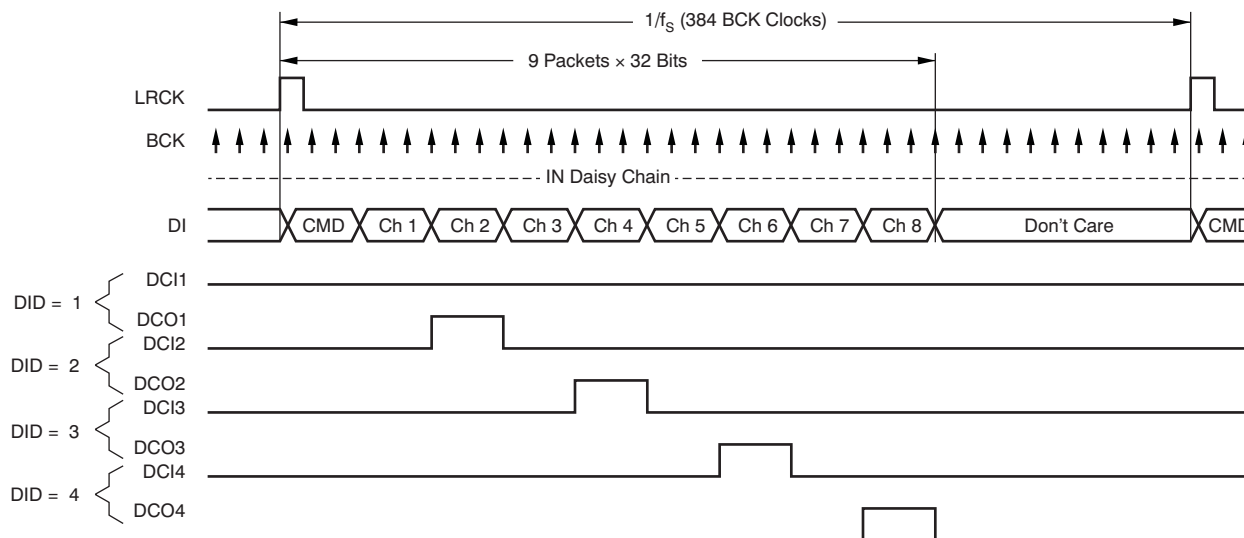 1/fS (384 BCK Clocks)
9 Packets × 32 Bits
LRCK
BCK
IN Daisy Chain
DI CMD Ch 1 Ch 2 Ch 3 Ch 4 Ch 5 Ch 6 Ch 7 Ch 8 Don't Care CMD
DCI1
DID = 1
DCO1
DCI2
DID = 2
DCO2
DCI3
DID = 3
DCO3
DCI4
DID = 4
DCO4